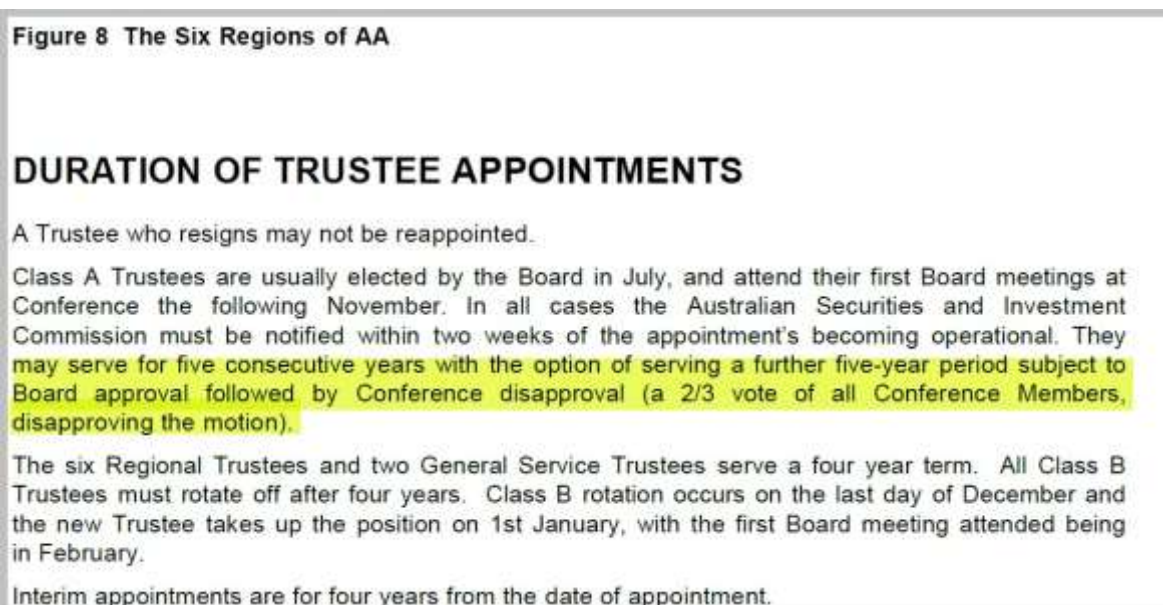 Figure 8 The Six Regions of AA
DURATION OF TRUSTEE APPOINTMENTS
A Trustee who resigns may not be reappointed.
Class A Trustees are usually elected by the Board in July, and attend their first Board meetings at
Conference the following November. In all cases the Australian Securities and Investment
Commission must be notified within two weeks of the appointment's becoming operational. They
may serve for five consecutive years with the option of serving a further five-year period subject to
Board approval followed by Conference disapproval (a 2/3 vote of all Conference Members,
disapproving the motion).
The six Regional Trustees and two General Service Trustees serve a four year term. All Class B
Trustees must rotate off after four years. Class B rotation occurs on the last day of December and
the new Trustee takes up the position on 1st January, with the first Board meeting attended being
in February.
Interim appointments are for four years from the date of appointment.